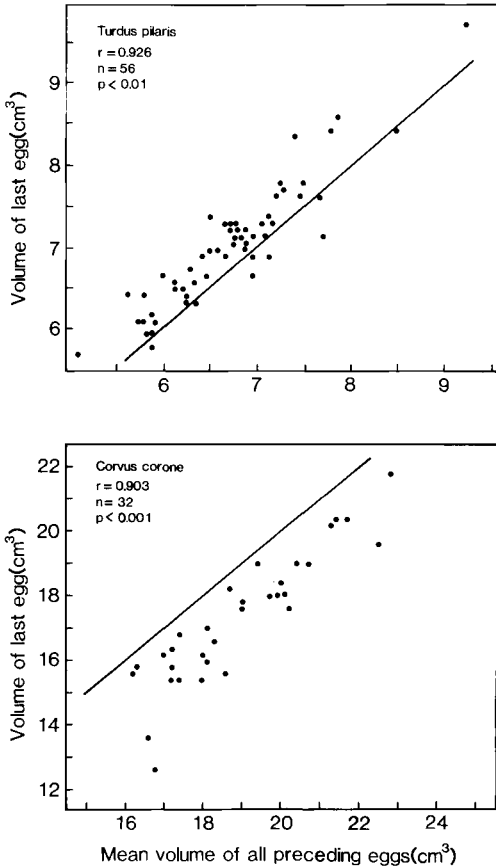 Turdus pilaris
r = 0.926
n = 56
p < 0.01
Volume of last egg(cm³)
9
8
7
6
6 7 8 9
Corvus corone
r = 0.903
n = 32
p < 0.001
Volume of last egg(cm³)
22
20
18
16
14
12
16 18 20 22 24
Mean volume of all preceding eggs(cm³)